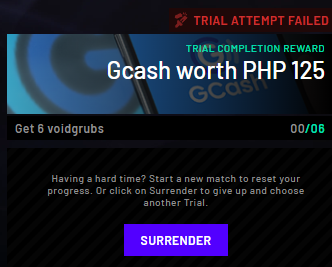 TRIAL ATTEMPT FAILED
TRIAL COMPLETION REWARD
Gcash worth PHP 125
GCash
Get 6 voidgrubs 00/06
Having a hard time? Start a new match to reset your
progress. Or click on Surrender to give up and choose
another Trial.
SURRENDER